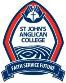 ST JOHN'S
ANGLICAN
COLLEGE
FAITH SERVICE FUTURE